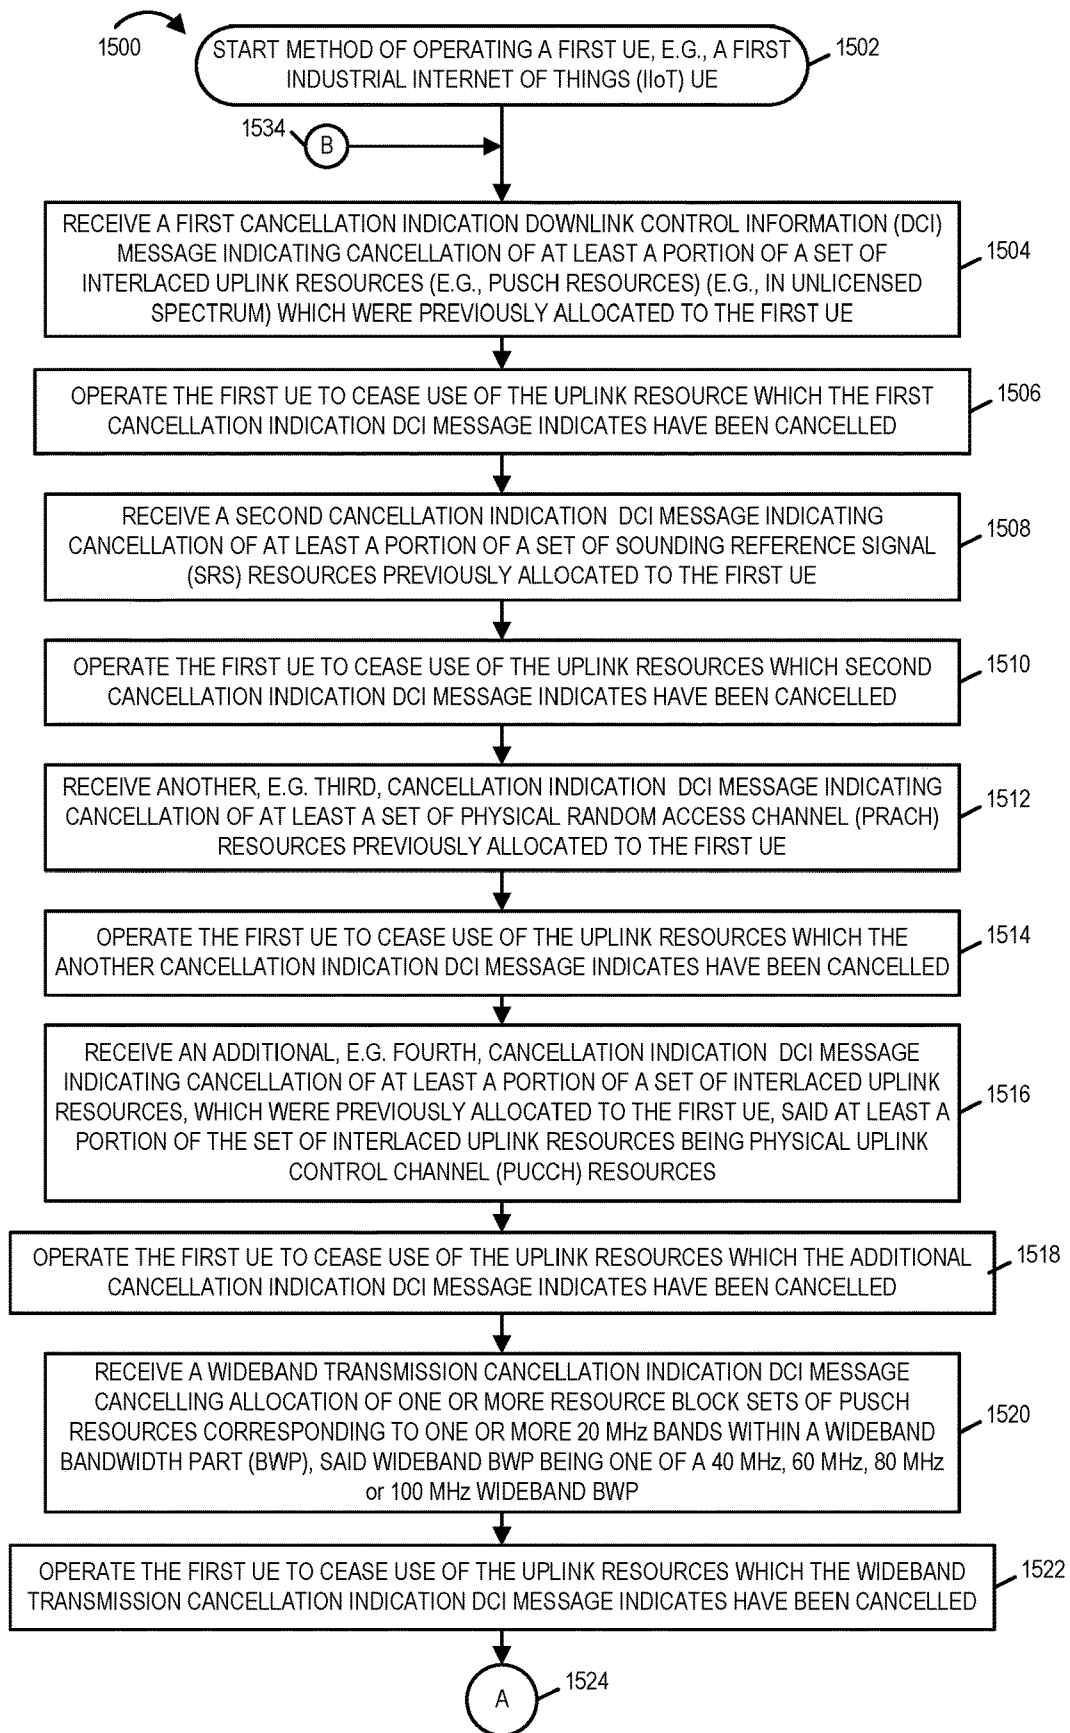 1500
START METHOD OF OPERATING A FIRST UE, E.G., A FIRST
INDUSTRIAL INTERNET OF THINGS (IIoT) UE
1502
1534
B
RECEIVE A FIRST CANCELLATION INDICATION DOWNLINK CONTROL INFORMATION (DCI)
MESSAGE INDICATING CANCELLATION OF AT LEAST A PORTION OF A SET OF
INTERLACED UPLINK RESOURCES (E.G., PUSCH RESOURCES) (E.G., IN UNLICENSED
SPECTRUM) WHICH WERE PREVIOUSLY ALLOCATED TO THE FIRST UE
1504
OPERATE THE FIRST UE TO CEASE USE OF THE UPLINK RESOURCE WHICH THE FIRST
CANCELLATION INDICATION DCI MESSAGE INDICATES HAVE BEEN CANCELLED
1506
RECEIVE A SECOND CANCELLATION INDICATION DCI MESSAGE INDICATING
CANCELLATION OF AT LEAST A PORTION OF A SET OF SOUNDING REFERENCE SIGNAL
(SRS) RESOURCES PREVIOUSLY ALLOCATED TO THE FIRST UE
1508
OPERATE THE FIRST UE TO CEASE USE OF THE UPLINK RESOURCES WHICH SECOND
CANCELLATION INDICATION DCI MESSAGE INDICATES HAVE BEEN CANCELLED
1510
RECEIVE ANOTHER, E.G. THIRD, CANCELLATION INDICATION DCI MESSAGE INDICATING
CANCELLATION OF AT LEAST A SET OF PHYSICAL RANDOM ACCESS CHANNEL (PRACH)
RESOURCES PREVIOUSLY ALLOCATED TO THE FIRST UE
1512
OPERATE THE FIRST UE TO CEASE USE OF THE UPLINK RESOURCES WHICH THE
ANOTHER CANCELLATION INDICATION DCI MESSAGE INDICATES HAVE BEEN CANCELLED
1514
RECEIVE AN ADDITIONAL, E.G. FOURTH, CANCELLATION INDICATION DCI MESSAGE
INDICATING CANCELLATION OF AT LEAST A PORTION OF A SET OF INTERLACED UPLINK
RESOURCES, WHICH WERE PREVIOUSLY ALLOCATED TO THE FIRST UE, SAID AT LEAST A
PORTION OF THE SET OF INTERLACED UPLINK RESOURCES BEING PHYSICAL UPLINK
CONTROL CHANNEL (PUCCH) RESOURCES
1516
OPERATE THE FIRST UE TO CEASE USE OF THE UPLINK RESOURCES WHICH THE ADDITIONAL
CANCELLATION INDICATION DCI MESSAGE INDICATES HAVE BEEN CANCELLED
1518
RECEIVE A WIDEBAND TRANSMISSION CANCELLATION INDICATION DCI MESSAGE
CANCELLING ALLOCATION OF ONE OR MORE RESOURCE BLOCK SETS OF PUSCH
RESOURCES CORRESPONDING TO ONE OR MORE 20 MHz BANDS WITHIN A WIDEBAND
BANDWIDTH PART (BWP), SAID WIDEBAND BWP BEING ONE OF A 40 MHz, 60 MHz, 80 MHz
or 100 MHz WIDEBAND BWP
1520
OPERATE THE FIRST UE TO CEASE USE OF THE UPLINK RESOURCES WHICH THE WIDEBAND
TRANSMISSION CANCELLATION INDICATION DCI MESSAGE INDICATES HAVE BEEN CANCELLED
1522
A
1524